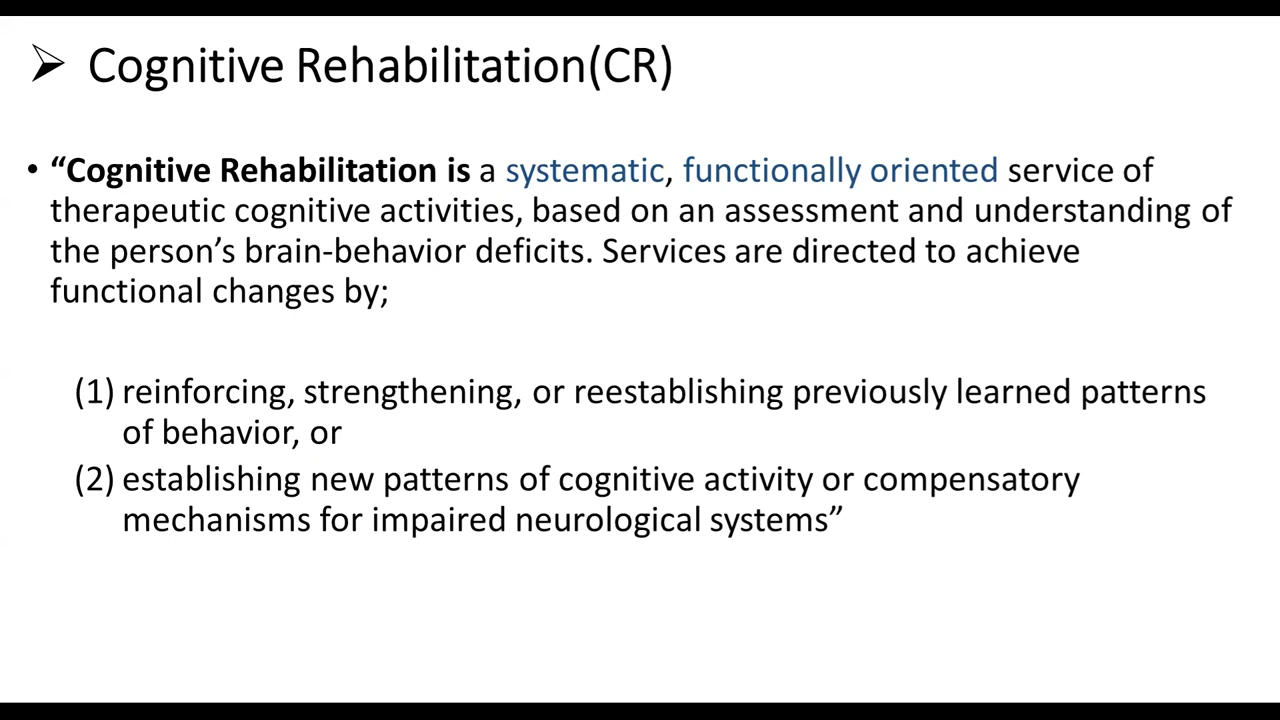 ➢ Cognitive Rehabilitation(CR)
• “Cognitive Rehabilitation is a systematic, functionally oriented service of
therapeutic cognitive activities, based on an assessment and understanding of
the person’s brain-behavior deficits. Services are directed to achieve
functional changes by;
(1) reinforcing, strengthening, or reestablishing previously learned patterns
of behavior, or
(2) establishing new patterns of cognitive activity or compensatory
mechanisms for impaired neurological systems”